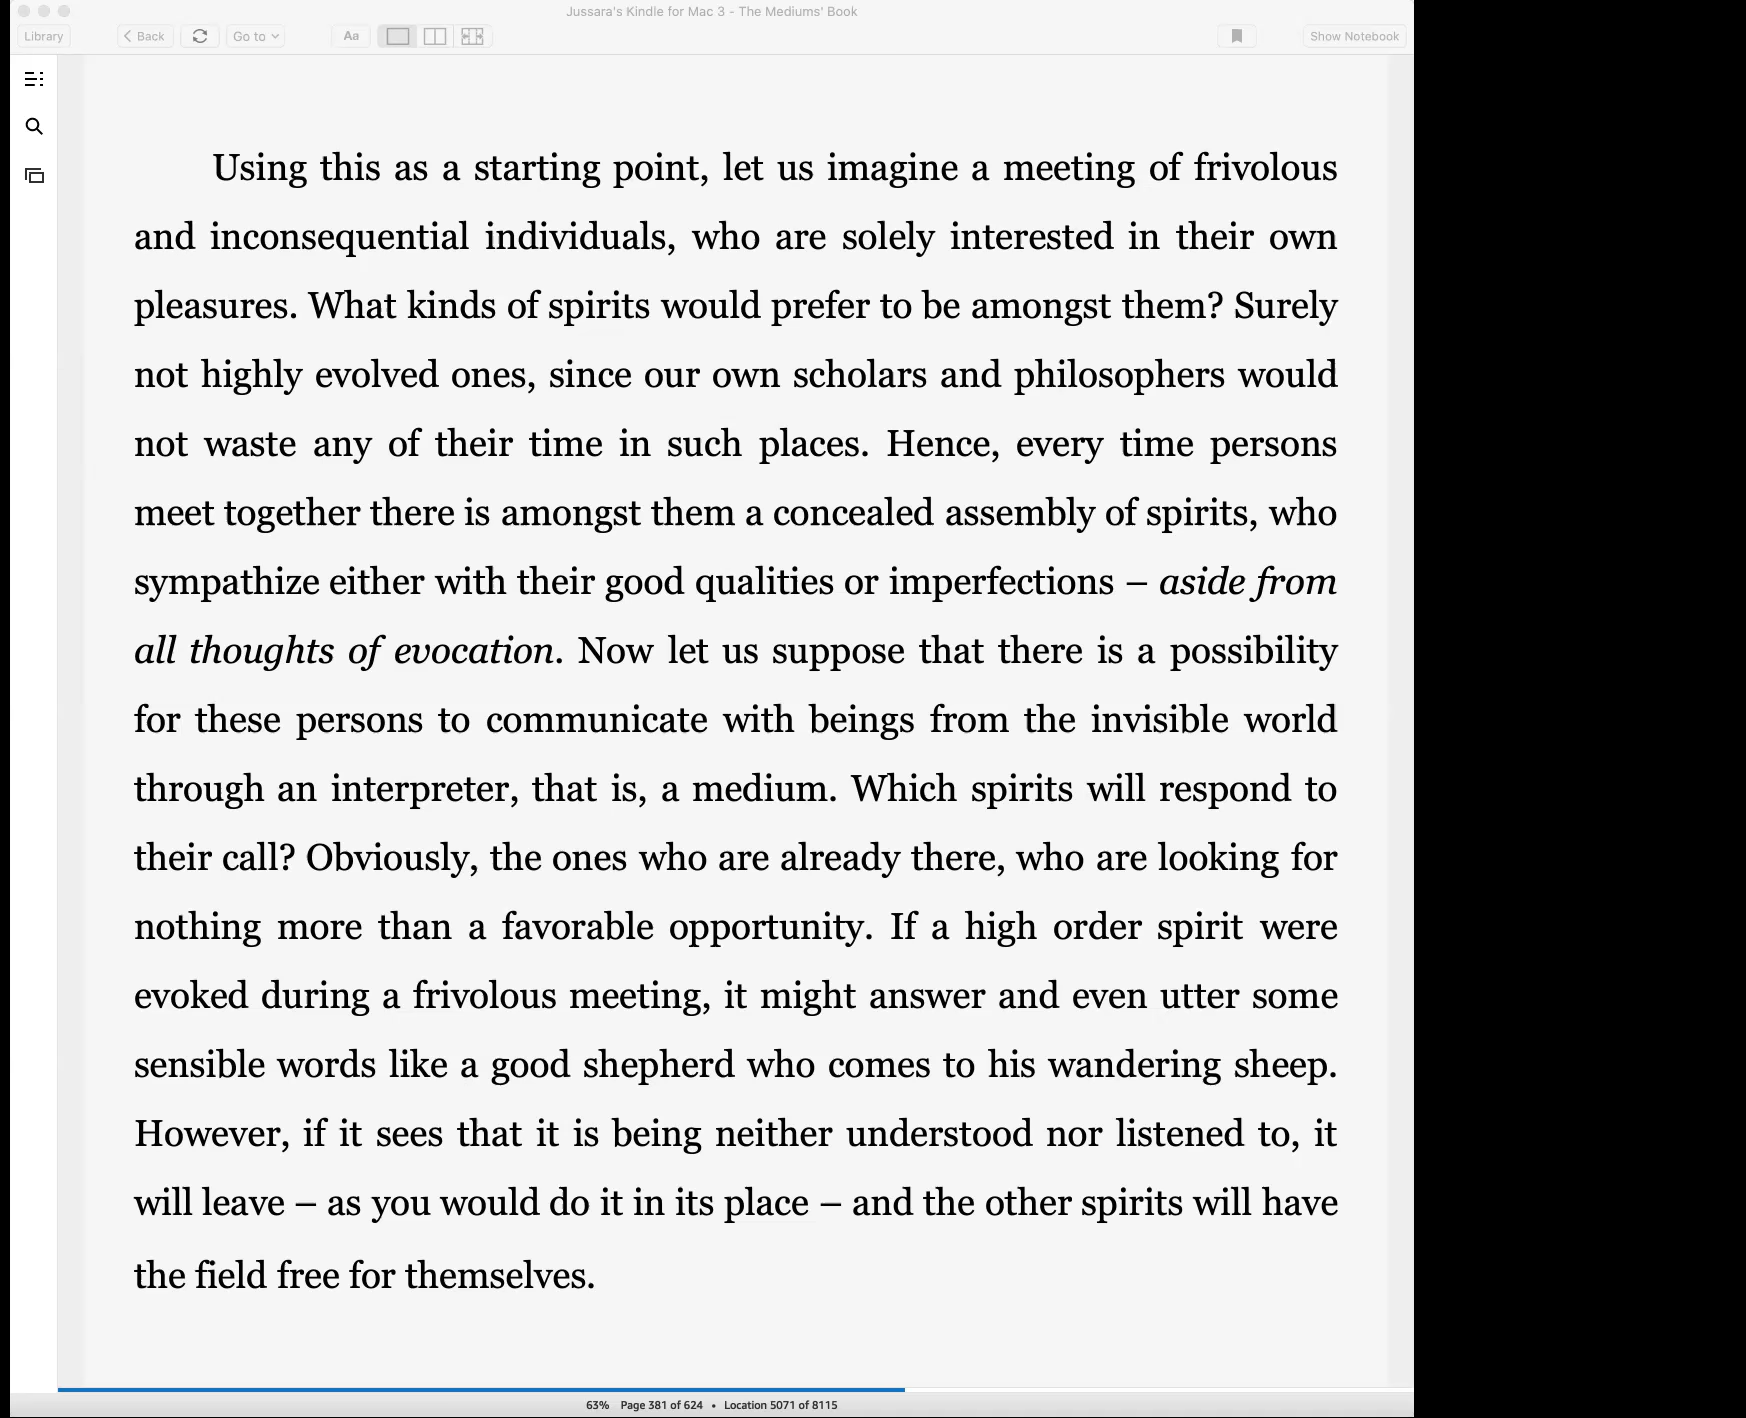 Jussara's Kindle for Mac 3 - The Mediums' Book
Library Back Go to Aa Show Notebook
Using this as a starting point, let us imagine a meeting of frivolous
and inconsequential individuals, who are solely interested in their own
pleasures. What kinds of spirits would prefer to be amongst them? Surely
not highly evolved ones, since our own scholars and philosophers would
not waste any of their time in such places. Hence, every time persons
meet together there is amongst them a concealed assembly of spirits, who
sympathize either with their good qualities or imperfections – aside from
all thoughts of evocation. Now let us suppose that there is a possibility
for these persons to communicate with beings from the invisible world
through an interpreter, that is, a medium. Which spirits will respond to
their call? Obviously, the ones who are already there, who are looking for
nothing more than a favorable opportunity. If a high order spirit were
evoked during a frivolous meeting, it might answer and even utter some
sensible words like a good shepherd who comes to his wandering sheep.
However, if it sees that it is being neither understood nor listened to, it
will leave – as you would do it in its place – and the other spirits will have
the field free for themselves.
63% Page 381 of 624 • Location 5071 of 8115